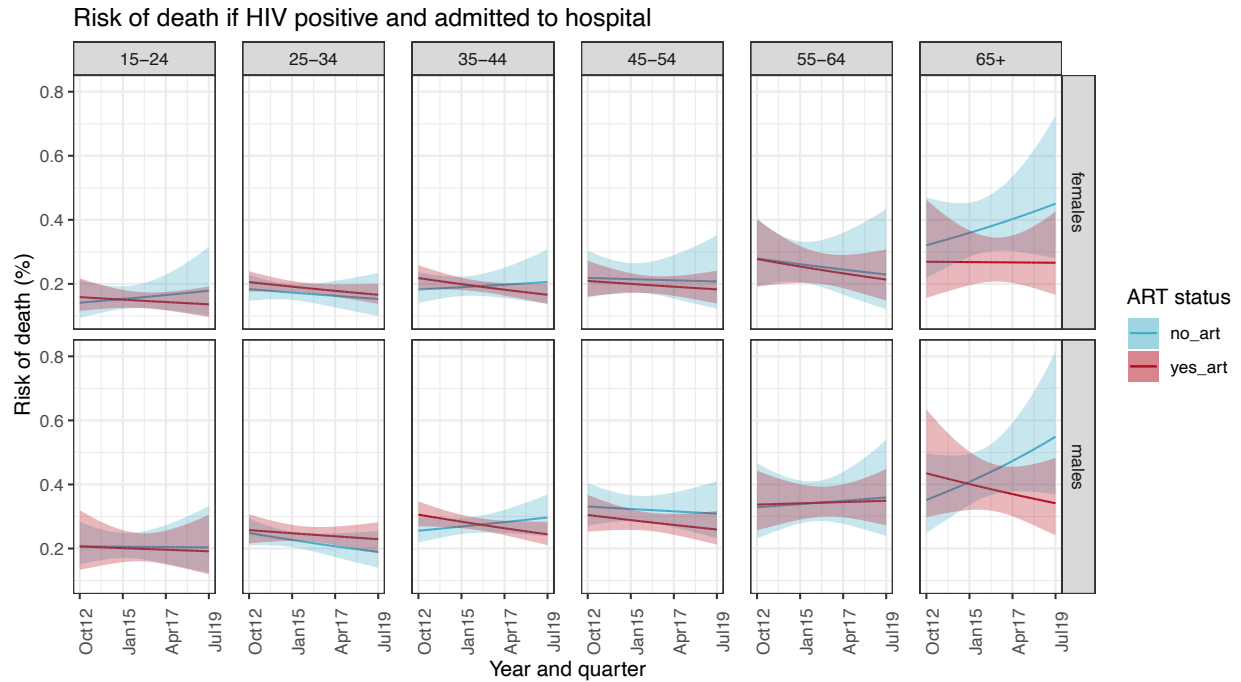 Risk of death if HIV positive and admitted to hospital
15−24 25−34 35−44 45−54 55−64 65+
Risk of death (%)
0.8
0.6
0.4
0.2
females
0.8
0.6
0.4
0.2
males
Oct12 Jan15 Apr17 Jul19 Oct12 Jan15 Apr17 Jul19 Oct12 Jan15 Apr17 Jul19 Oct12 Jan15 Apr17 Jul19 Oct12 Jan15 Apr17 Jul19 Oct12 Jan15 Apr17 Jul19
Year and quarter
ART status
no_art
yes_art